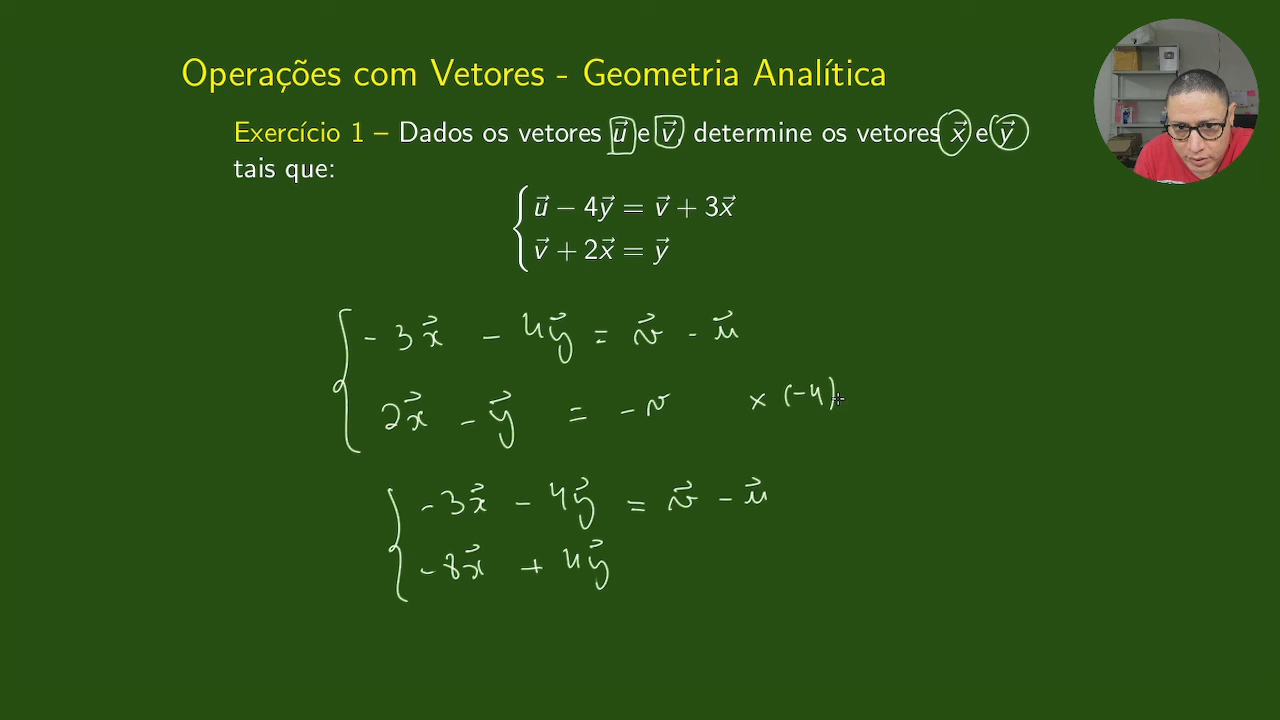 Operações com Vetores - Geometria Analítica
Exercício 1 – Dados os vetores u⃗ e v⃗, determine os vetores x⃗ e y⃗
tais que:
u⃗ − 4y⃗ = v⃗ + 3x⃗
v⃗ + 2x⃗ = y⃗
-3x⃗ - 4y⃗ = v⃗ - u⃗
2x⃗ - y⃗ = -v × (-4)
-3x⃗ - 4y⃗ = v⃗ - u⃗
-8x⃗ + 4y⃗